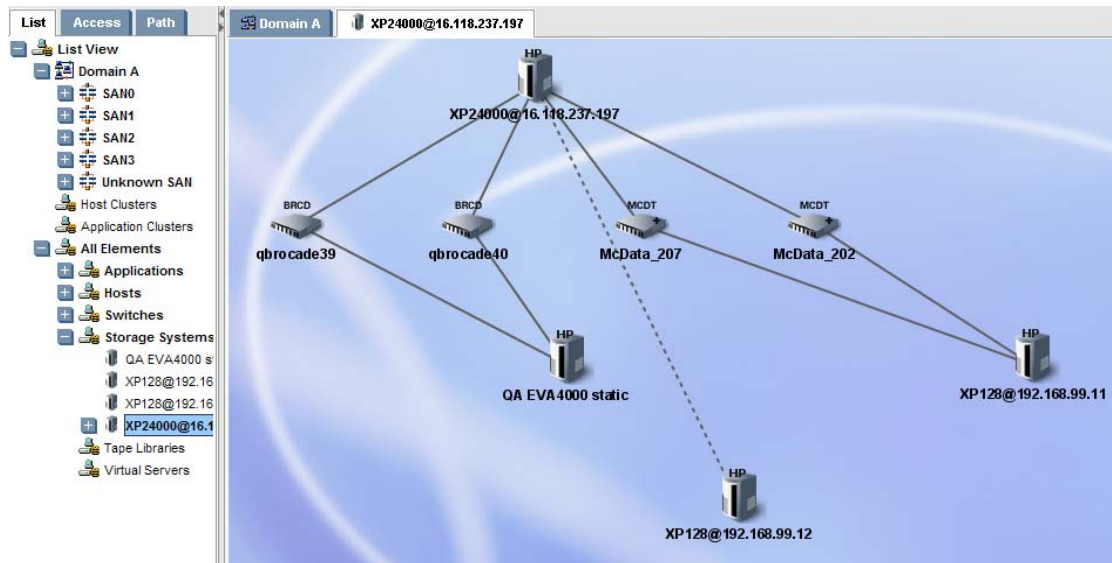 List
Access
Path
List View
Domain A
SAN0
SAN1
SAN2
SAN3
Unknown SAN
Host Clusters
Application Clusters
All Elements
Applications
Hosts
Switches
Storage Systems
QA EVA4000 s
XP128@192.16
XP128@192.16
XP24000@16.1
Tape Libraries
Virtual Servers
Domain A
XP24000@16.118.237.197
HP
XP24000@16.118.237.197
BRCD
qbrocade39
BRCD
qbrocade40
MCDT
McData_207
MCDT
McData_202
HP
QA EVA4000 static
HP
XP128@192.168.99.11
HP
XP128@192.168.99.12